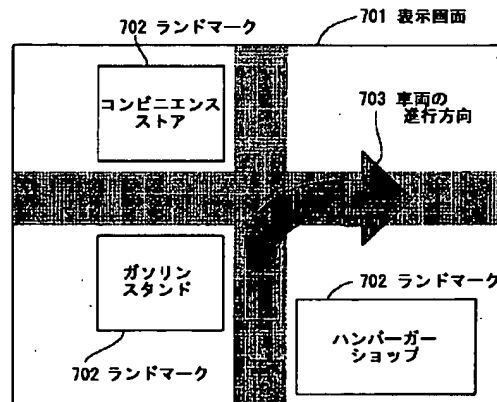 702 ランドマーク
701 表示画面
コンビニエンス
ストア
703 車両の
進行方向
ガソリン
スタンド
702 ランドマーク
702 ランドマーク
ハンバーガー
ショップ